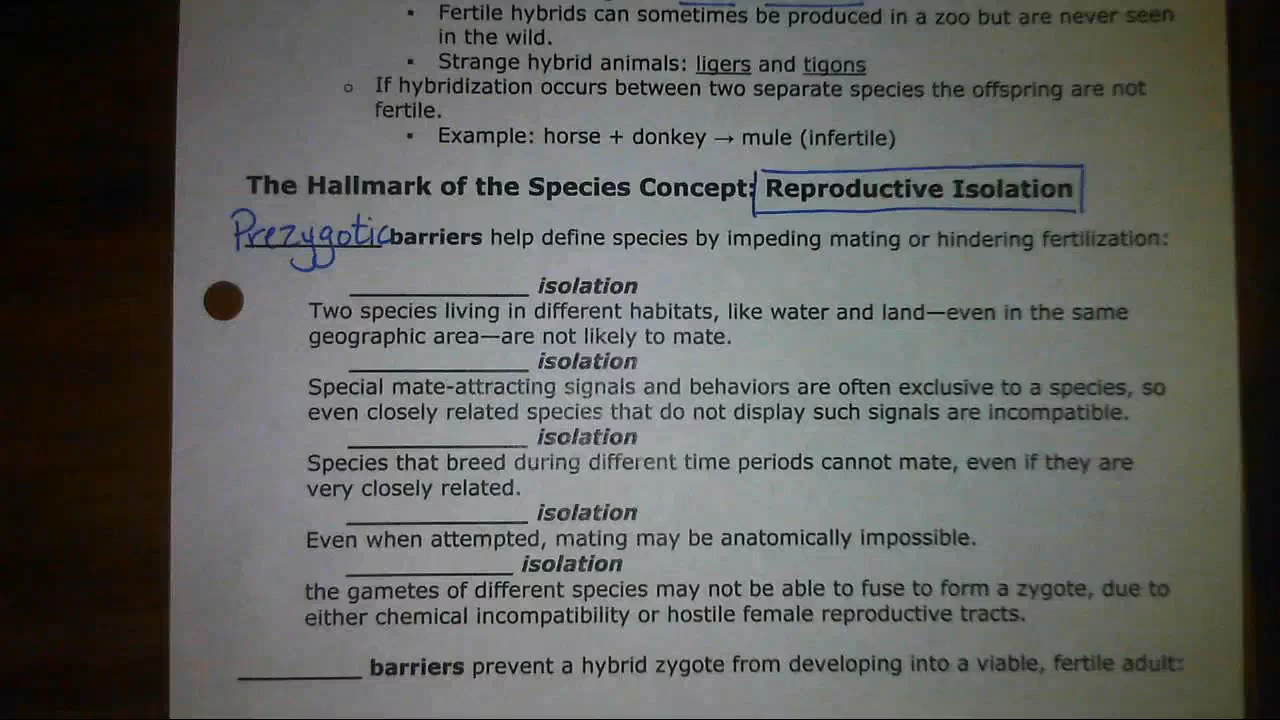 ▪ Fertile hybrids can sometimes be produced in a zoo but are never seen
in the wild.
▪ Strange hybrid animals: ligers and tigons
o If hybridization occurs between two separate species the offspring are not
fertile.
▪ Example: horse + donkey → mule (infertile)
The Hallmark of the Species Concept: Reproductive Isolation
Prezygotic barriers help define species by impeding mating or hindering fertilization:
_______________ isolation
Two species living in different habitats, like water and land—even in the same
geographic area—are not likely to mate.
_______________ isolation
Special mate-attracting signals and behaviors are often exclusive to a species, so
even closely related species that do not display such signals are incompatible.
_______________ isolation
Species that breed during different time periods cannot mate, even if they are
very closely related.
_______________ isolation
Even when attempted, mating may be anatomically impossible.
______________ isolation
the gametes of different species may not be able to fuse to form a zygote, due to
either chemical incompatibility or hostile female reproductive tracts.
__________ barriers prevent a hybrid zygote from developing into a viable, fertile adult: